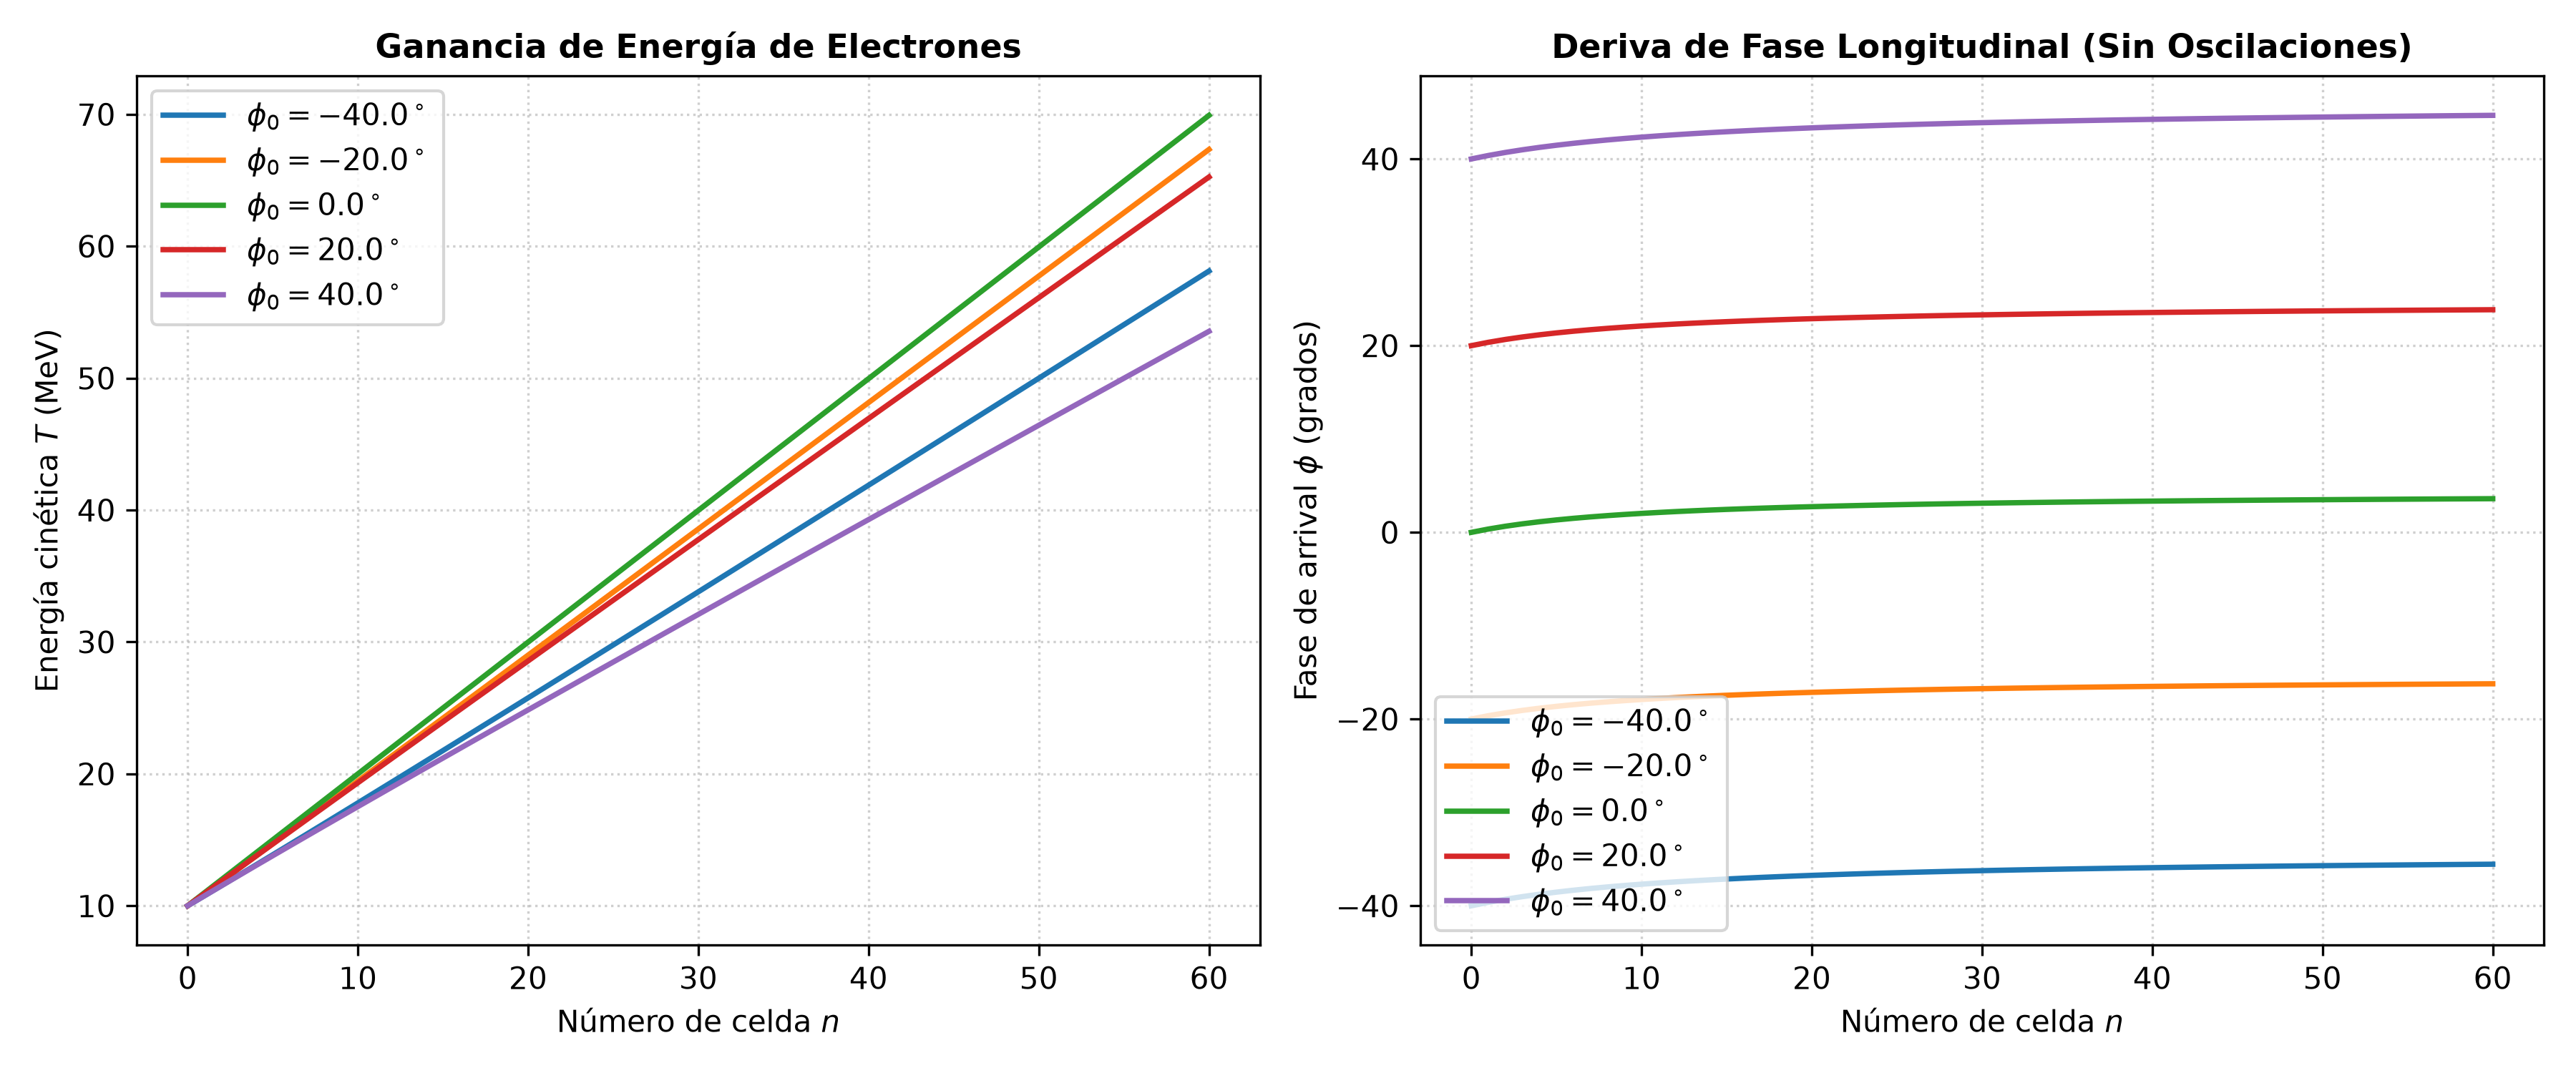 Ganancia de Energía de Electrones
Energía cinética T (MeV)
70
60
50
40
30
20
10
ϕ₀ = −40.0°
ϕ₀ = −20.0°
ϕ₀ = 0.0°
ϕ₀ = 20.0°
ϕ₀ = 40.0°
0 10 20 30 40 50 60
Número de celda n
Deriva de Fase Longitudinal (Sin Oscilaciones)
Fase de arrival ϕ (grados)
40
20
0
−20
−40
ϕ₀ = −40.0°
ϕ₀ = −20.0°
ϕ₀ = 0.0°
ϕ₀ = 20.0°
ϕ₀ = 40.0°
0 10 20 30 40 50 60
Número de celda n